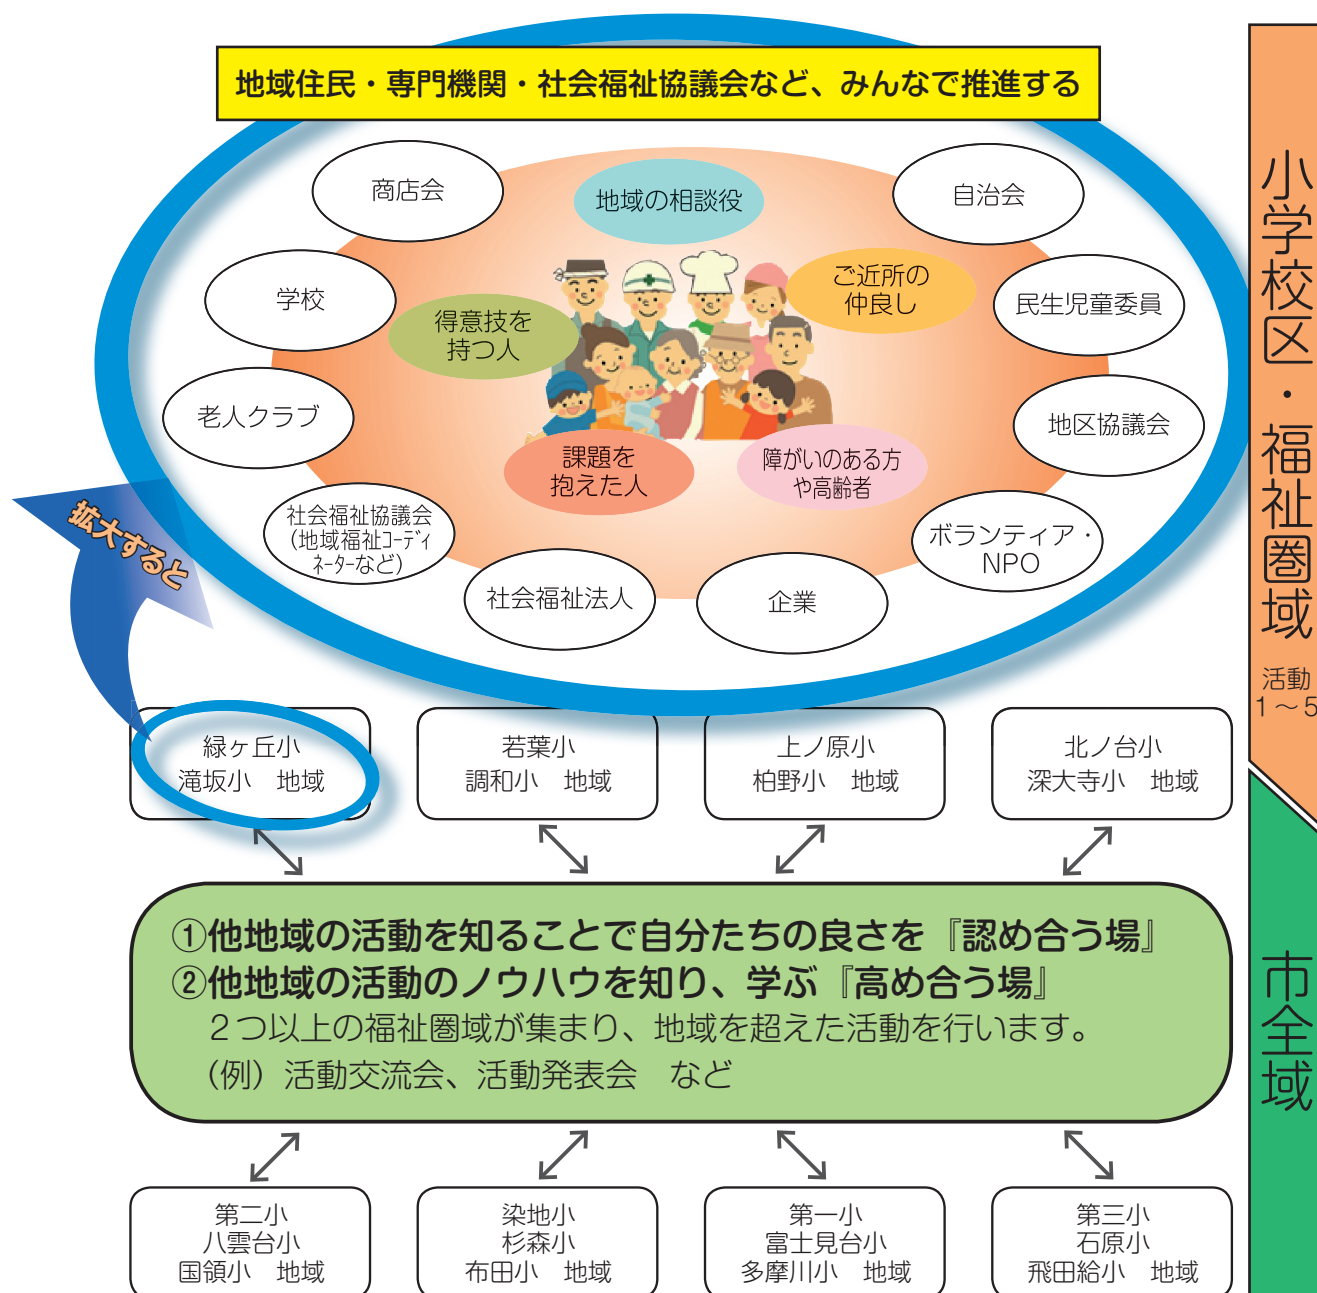 地域住民・専門機関・社会福祉協議会など、みんなで推進する
商店会
地域の相談役
自治会
学校
得意技を
持つ人
ご近所の
仲良し
民生児童委員
老人クラブ
地区協議会
課題を
抱えた人
障がいのある方
や高齢者
社会福祉協議会
(地域福祉コーディ
ネーターなど)
ボランティア・
NPO
社会福祉法人
企業
拡大すると
小学校区・福祉圏域
活動
1～5
緑ヶ丘小
滝坂小　地域
若葉小
調和小　地域
上ノ原小
柏野小　地域
北ノ台小
深大寺小　地域
①他地域の活動を知ることで自分たちの良さを『認め合う場』
②他地域の活動のノウハウを知り、学ぶ『高め合う場』
２つ以上の福祉圏域が集まり、地域を超えた活動を行います。
(例) 活動交流会、活動発表会　など
市全域
第二小
八雲台小
国領小　地域
染地小
杉森小
布田小　地域
第一小
富士見台小
多摩川小　地域
第三小
石原小
飛田給小　地域